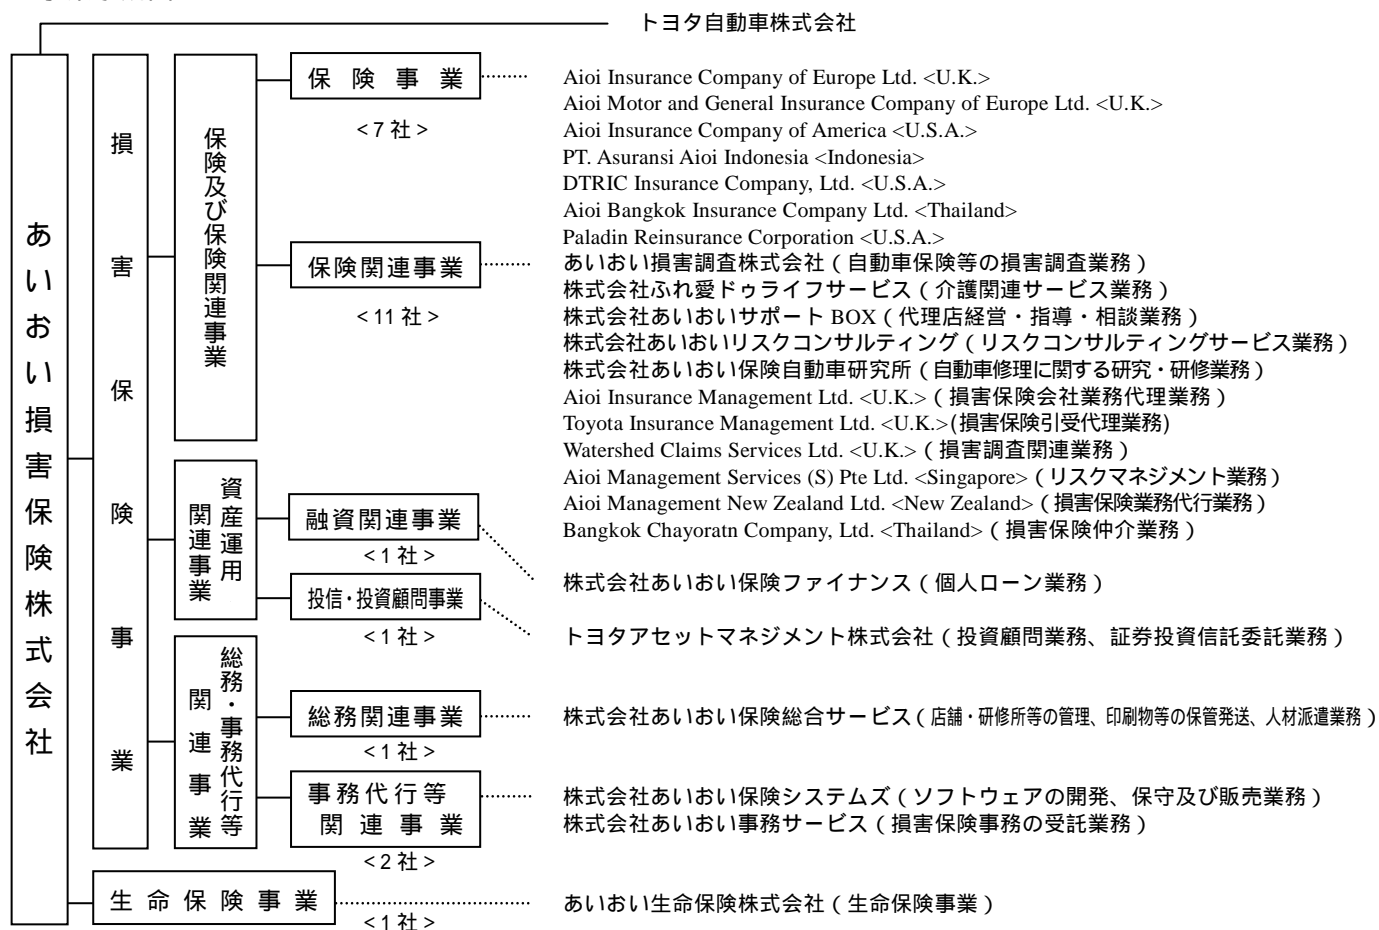 トヨタ自動車株式会社
あいおい損害保険株式会社
損害保険事業
保険及び保険関連事業
保険事業
<7社>
Aioi Insurance Company of Europe Ltd. <U.K.>
Aioi Motor and General Insurance Company of Europe Ltd. <U.K.>
Aioi Insurance Company of America <U.S.A.>
PT. Asuransi Aioi Indonesia <Indonesia>
DTRIC Insurance Company, Ltd. <U.S.A.>
Aioi Bangkok Insurance Company Ltd. <Thailand>
Paladin Reinsurance Corporation <U.S.A.>
保険関連事業
<11社>
あいおい損害調査株式会社（自動車保険等の損害調査業務）
株式会社ふれ愛ドゥライフサービス（介護関連サービス業務）
株式会社あいおいサポート BOX（代理店経営・指導・相談業務）
株式会社あいおいリスクコンサルティング（リスクコンサルティングサービス業務）
株式会社あいおい保険自動車研究所（自動車修理に関する研究・研修業務）
Aioi Insurance Management Ltd. <U.K.>（損害保険会社業務代理業務）
Toyota Insurance Management Ltd. <U.K.>(損害保険引受代理業務)
Watershed Claims Services Ltd. <U.K.>（損害調査関連業務）
Aioi Management Services (S) Pte Ltd. <Singapore>（リスクマネジメント業務）
Aioi Management New Zealand Ltd. <New Zealand>（損害保険業務代行業務）
Bangkok Chayoratn Company, Ltd. <Thailand>（損害保険仲介業務）
資産運用
関連事業
融資関連事業
<1社>
株式会社あいおい保険ファイナンス（個人ローン業務）
投信・投資顧問事業
<1社>
トヨタアセットマネジメント株式会社（投資顧問業務、証券投資信託委託業務）
総務・事務代行等
関連事業
総務関連事業
<1社>
株式会社あいおい保険総合サービス（店舗・研修所等の管理、印刷物等の保管発送、人材派遣業務）
事務代行等
関連事業
<2社>
株式会社あいおい保険システムズ（ソフトウェアの開発、保守及び販売業務）
株式会社あいおい事務サービス（損害保険事務の受託業務）
生命保険事業
<1社>
あいおい生命保険株式会社（生命保険事業）